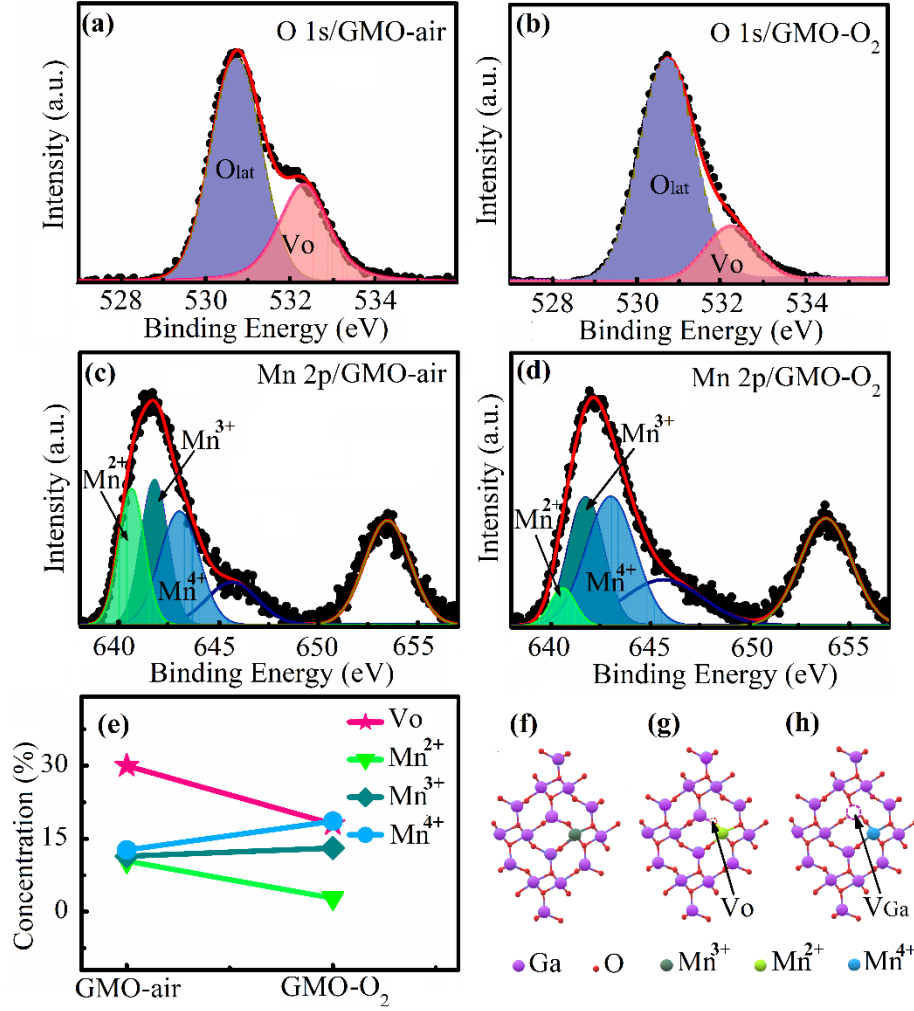 (a) O 1s/GMO-air
Intensity (a.u.)
Olat
Vo
528 530 532 534
Binding Energy (eV)
(b) O 1s/GMO-O₂
Intensity (a.u.)
Olat
Vo
528 530 532 534
Binding Energy (eV)
(c) Mn 2p/GMO-air
Intensity (a.u.)
Mn²⁺
Mn³⁺
Mn⁴⁺
640 645 650 655
Binding Energy (eV)
(d) Mn 2p/GMO-O₂
Intensity (a.u.)
Mn²⁺
Mn³⁺
Mn⁴⁺
640 645 650 655
Binding Energy (eV)
(e)
Concentration (%)
30
15
0
Vo
Mn²⁺
Mn³⁺
Mn⁴⁺
GMO-air GMO-O₂
(f) (g) (h)
Vo
VGa
Ga O Mn³⁺ Mn²⁺ Mn⁴⁺